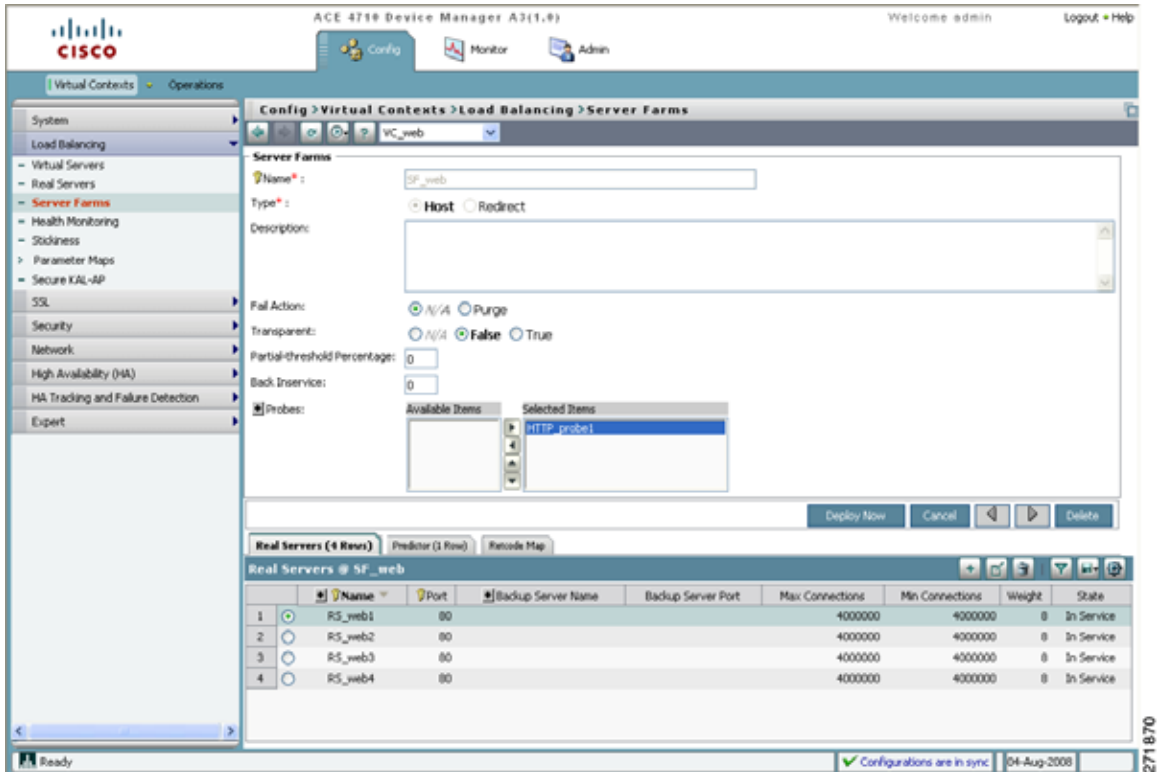 ACE 4710 Device Manager A3(1.0)
Welcome admin
Logout
Help
CISCO
Config
Monitor
Admin
Virtual Contexts
Operations
System
Load Balancing
Virtual Servers
Real Servers
Server Farms
Health Monitoring
Stickiness
Parameter Maps
Secure KAL-AP
SSL
Security
Network
High Availability (HA)
HA Tracking and Failure Detection
Expert
Config > Virtual Contexts > Load Balancing > Server Farms
VC_web
Server Farms
Name* : SF_web
Type* : Host Redirect
Description:
Fail Action: N/A Purge
Transparent: N/A False True
Partial-threshold Percentage: 0
Back Inservice: 0
Probes: Available Items Selected Items
HTTP_probe1
Deploy Now Cancel Delete
Real Servers (4 Rows) Predictor (1 Row) Retcode Map
Real Servers @ SF_web
Name Port Backup Server Name Backup Server Port Max Connections Min Connections Weight State
1 RS_web1 80 4000000 4000000 8 In Service
2 RS_web2 80 4000000 4000000 8 In Service
3 RS_web3 80 4000000 4000000 8 In Service
4 RS_web4 80 4000000 4000000 8 In Service
Ready
Configurations are in sync
04-Aug-2008
271870